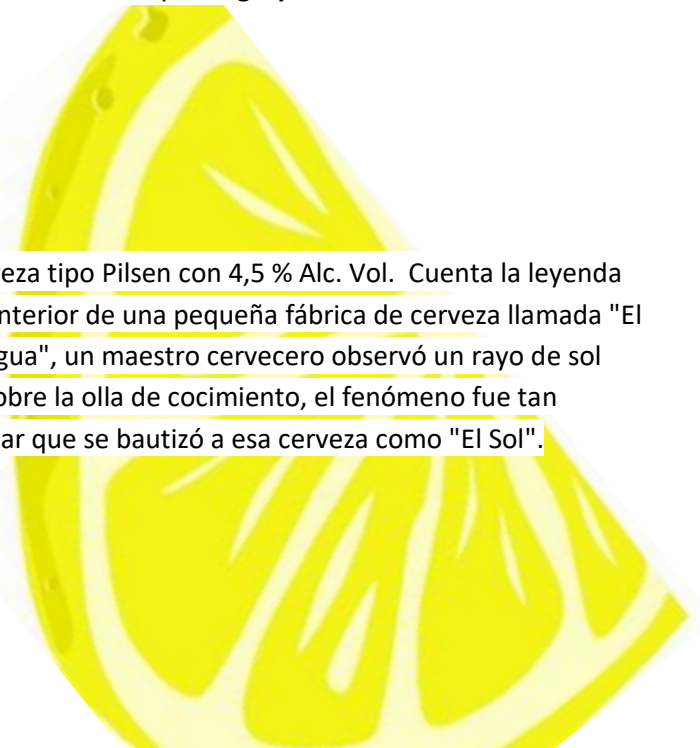 eza tipo Pilsen con 4,5 % Alc. Vol.  Cuenta la leyenda
nterior de una pequeña fábrica de cerveza llamada "El
gua", un maestro cervecero observó un rayo de sol
obre la olla de cocimiento, el fenómeno fue tan
ar que se bautizó a esa cerveza como "El Sol".